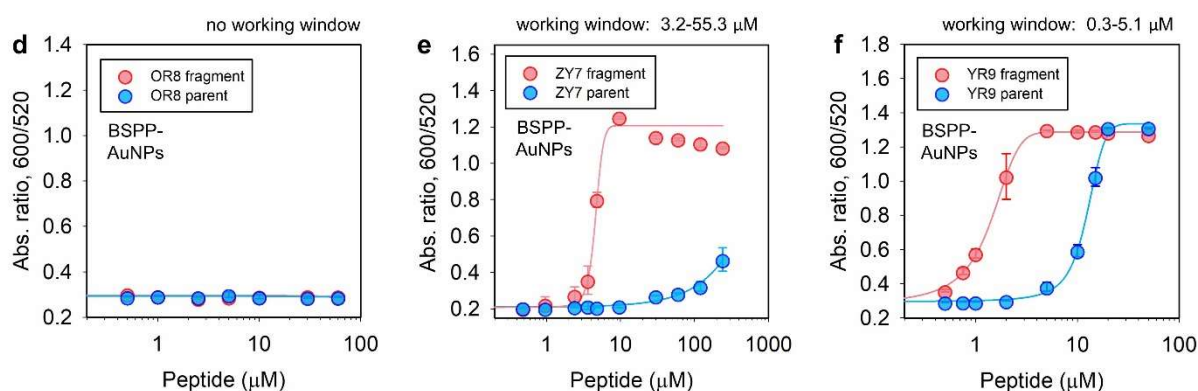 d
no working window
1.4
1.2
1.0
0.8
0.6
0.4
0.2
Abs. ratio, 600/520
OR8 fragment
OR8 parent
BSPP-
AuNPs
1
10
100
Peptide (μM)
e
working window: 3.2-55.3 μM
1.6
1.4
1.2
1.0
0.8
0.6
0.4
0.2
Abs. ratio, 600/520
ZY7 fragment
ZY7 parent
BSPP-
AuNPs
1
10
100
1000
Peptide (μM)
f
working window: 0.3-5.1 μM
1.8
1.6
1.4
1.2
1.0
0.8
0.6
0.4
0.2
Abs. ratio, 600/520
YR9 fragment
YR9 parent
BSPP-
AuNPs
1
10
100
Peptide (μM)